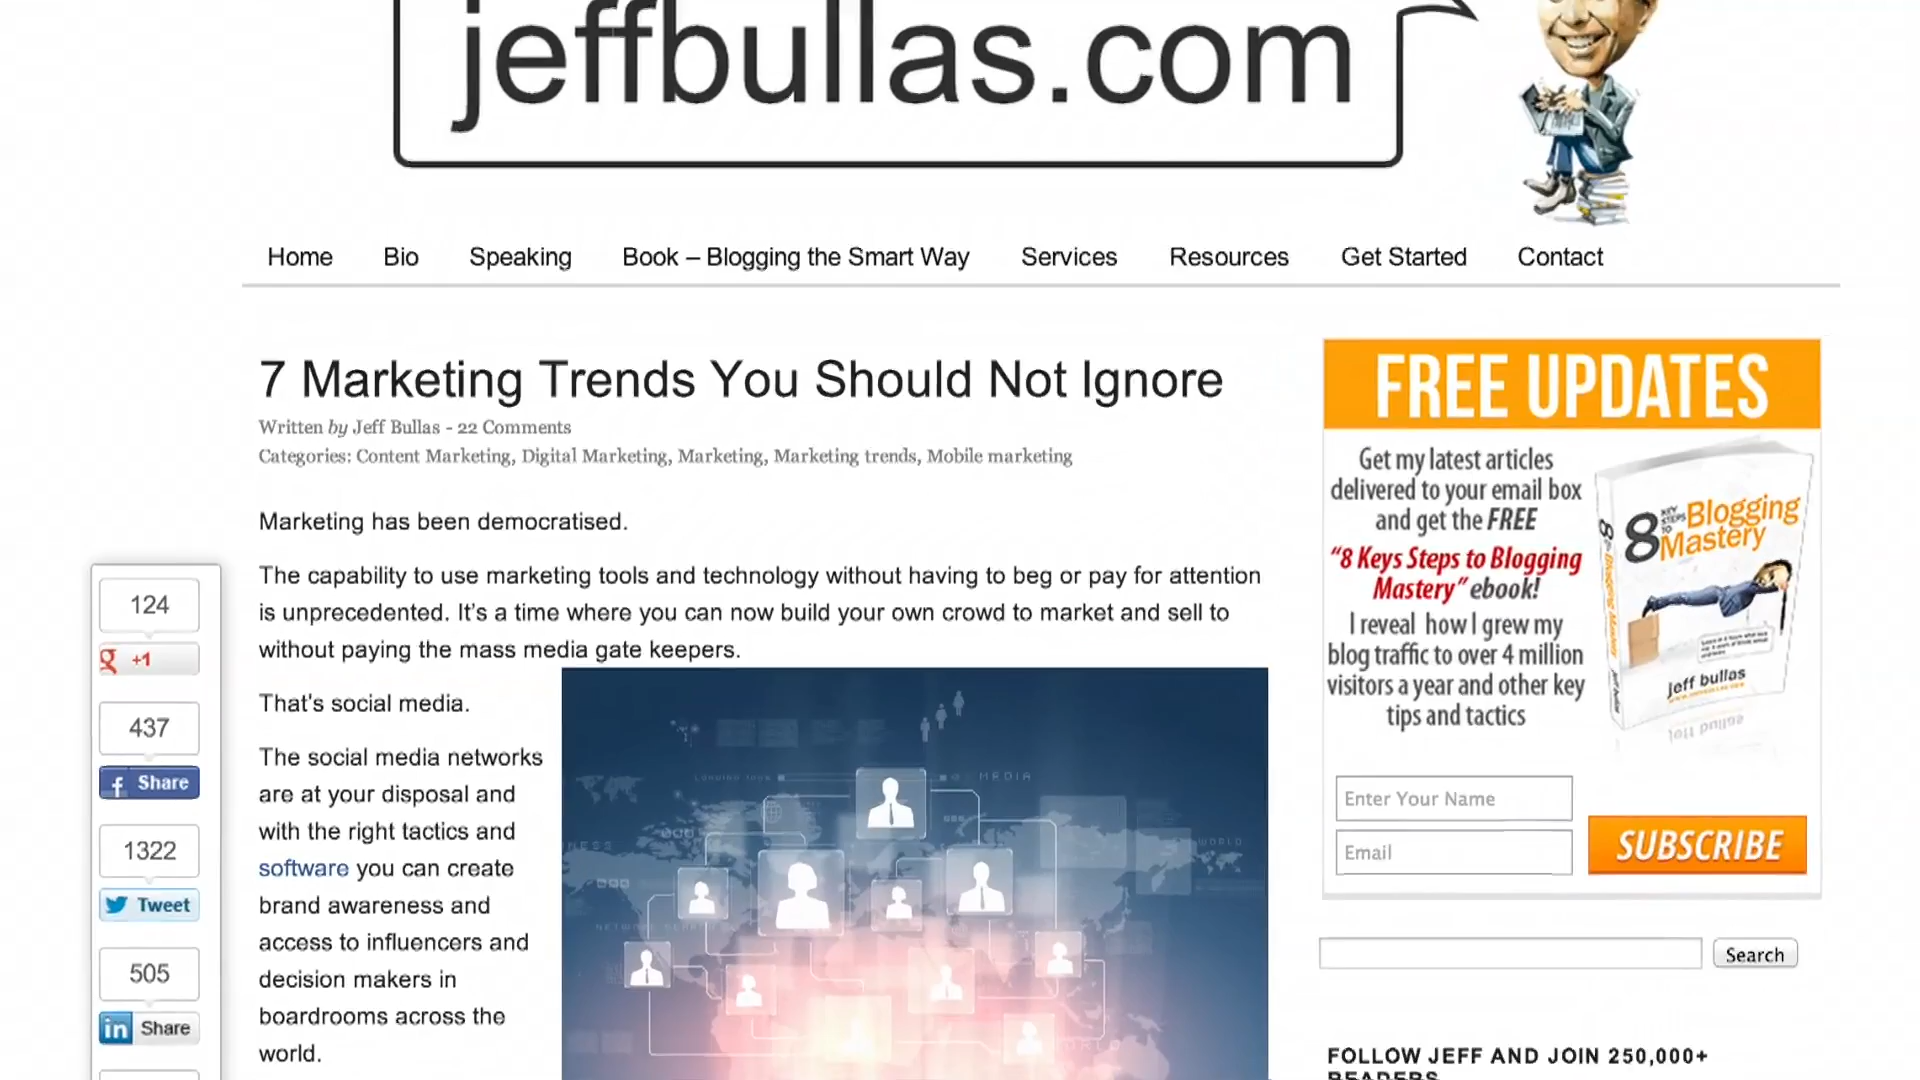 jeffbullas.com
Home Bio Speaking Book – Blogging the Smart Way Services Resources Get Started Contact
7 Marketing Trends You Should Not Ignore
Written by Jeff Bullas - 22 Comments
Categories: Content Marketing, Digital Marketing, Marketing, Marketing trends, Mobile marketing
Marketing has been democratised.
The capability to use marketing tools and technology without having to beg or pay for attention
is unprecedented. It's a time where you can now build your own crowd to market and sell to
without paying the mass media gate keepers.
That's social media.
The social media networks
are at your disposal and
with the right tactics and
software you can create
brand awareness and
access to influencers and
decision makers in
boardrooms across the
world.
124
+1
437
Share
1322
Tweet
505
in Share
MEDIA
WORLD
FREE UPDATES
Get my latest articles
delivered to your email box
and get the FREE
“8 Keys Steps to Blogging
Mastery” ebook!
I reveal how I grew my
blog traffic to over 4 million
visitors a year and other key
tips and tactics
8 KEY STEPS TO Blogging
Mastery
jeff bullas
Enter Your Name
Email
SUBSCRIBE
Search
FOLLOW JEFF AND JOIN 250,000+
READERS